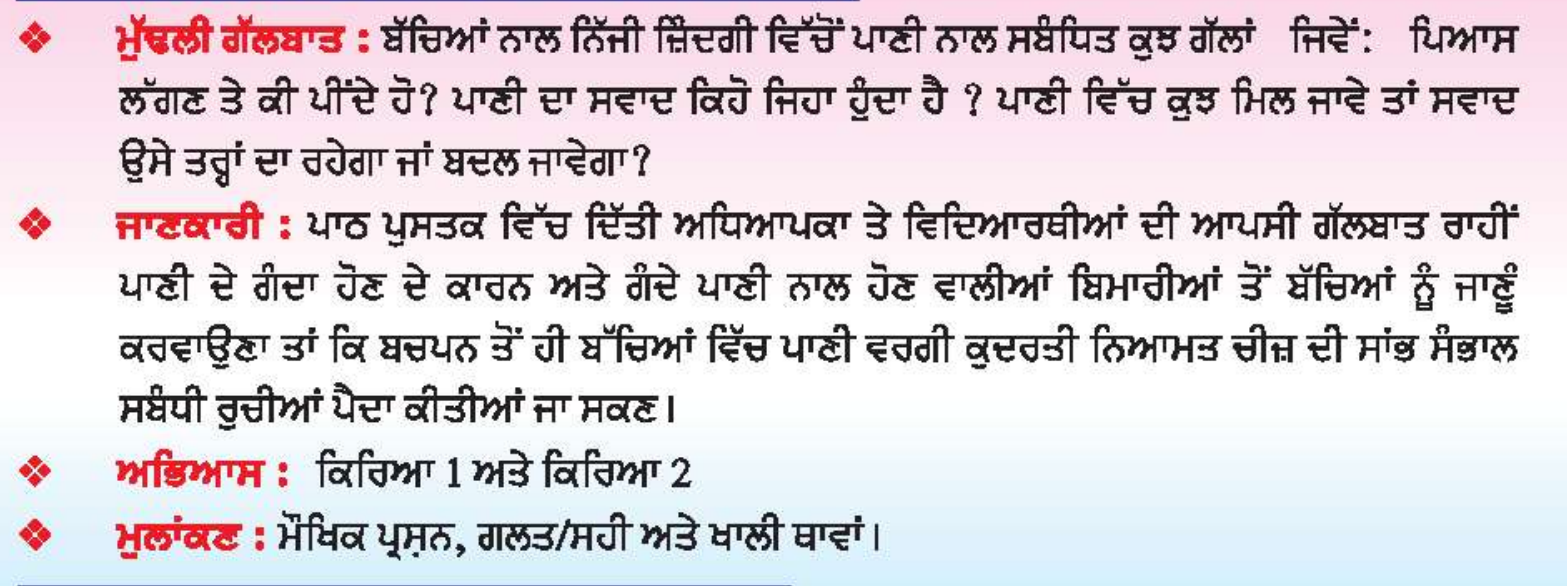 ❖ ਮੁੱਢਲੀ ਗੱਲਬਾਤ : ਬੱਚਿਆਂ ਨਾਲ ਨਿੱਜੀ ਜ਼ਿੰਦਗੀ ਵਿੱਚੋਂ ਪਾਣੀ ਨਾਲ ਸਬੰਧਿਤ ਕੁਝ ਗੱਲਾਂ ਜਿਵੇਂ: ਪਿਆਸ
ਲੱਗਣ ਤੇ ਕੀ ਪੀਂਦੇ ਹੋ? ਪਾਣੀ ਦਾ ਸਵਾਦ ਕਿਹੋ ਜਿਹਾ ਹੁੰਦਾ ਹੈ ? ਪਾਣੀ ਵਿੱਚ ਕੁਝ ਮਿਲ ਜਾਵੇ ਤਾਂ ਸਵਾਦ
ਉਸੇ ਤਰ੍ਹਾਂ ਦਾ ਰਹੇਗਾ ਜਾਂ ਬਦਲ ਜਾਵੇਗਾ?
❖ ਜਾਣਕਾਰੀ : ਪਾਠ ਪੁਸਤਕ ਵਿੱਚ ਦਿੱਤੀ ਅਧਿਆਪਕਾ ਤੇ ਵਿਦਿਆਰਥੀਆਂ ਦੀ ਆਪਸੀ ਗੱਲਬਾਤ ਰਾਹੀਂ
ਪਾਣੀ ਦੇ ਗੰਦਾ ਹੋਣ ਦੇ ਕਾਰਨ ਅਤੇ ਗੰਦੇ ਪਾਣੀ ਨਾਲ ਹੋਣ ਵਾਲੀਆਂ ਬਿਮਾਰੀਆਂ ਤੋਂ ਬੱਚਿਆਂ ਨੂੰ ਜਾਣੂੰ
ਕਰਵਾਉਣਾ ਤਾਂ ਕਿ ਬਚਪਨ ਤੋਂ ਹੀ ਬੱਚਿਆਂ ਵਿੱਚ ਪਾਣੀ ਵਰਗੀ ਕੁਦਰਤੀ ਨਿਆਮਤ ਚੀਜ਼ ਦੀ ਸਾਂਭ ਸੰਭਾਲ
ਸਬੰਧੀ ਰੁਚੀਆਂ ਪੈਦਾ ਕੀਤੀਆਂ ਜਾ ਸਕਣ।
❖ ਅਭਿਆਸ : ਕਿਰਿਆ 1 ਅਤੇ ਕਿਰਿਆ 2
❖ ਮੁਲਾਂਕਣ : ਮੌਖਿਕ ਪ੍ਰਸ਼ਨ, ਗਲਤ/ਸਹੀ ਅਤੇ ਖਾਲੀ ਥਾਵਾਂ।